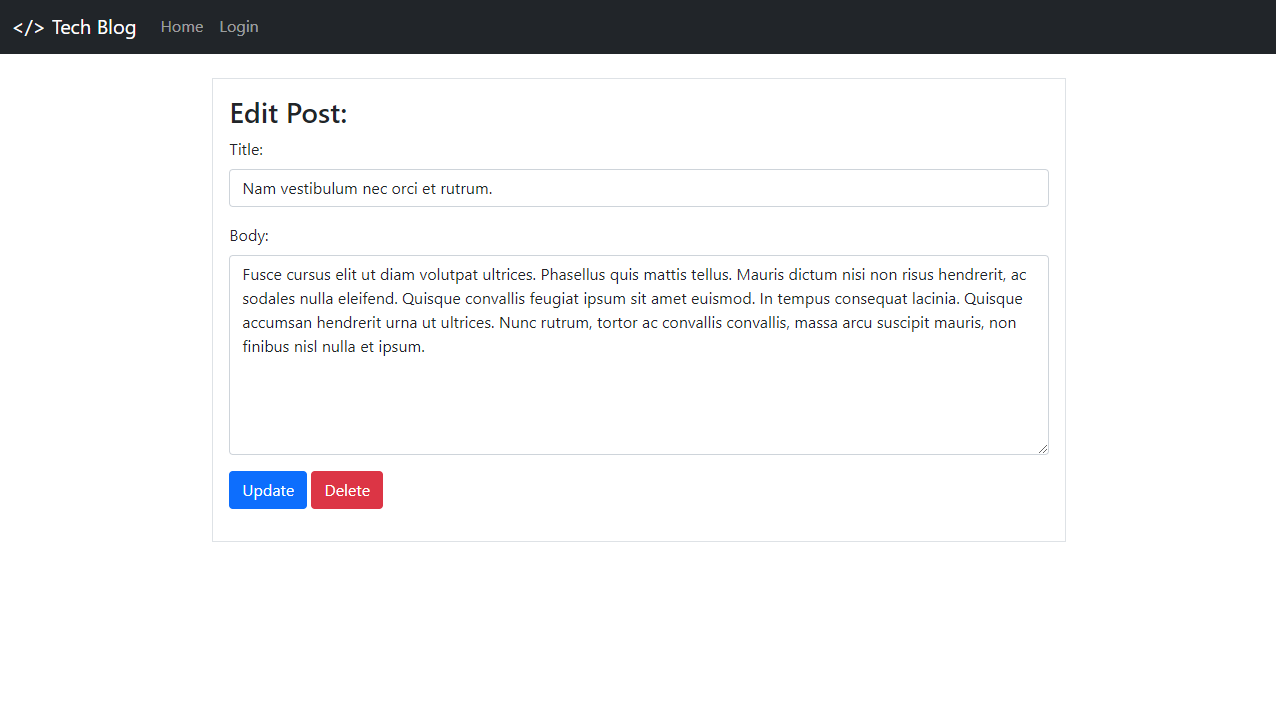 </> Tech Blog Home Login
Edit Post:
Title:
Nam vestibulum nec orci et rutrum.
Body:
Fusce cursus elit ut diam volutpat ultrices. Phasellus quis mattis tellus. Mauris dictum nisi non risus hendrerit, ac
sodales nulla eleifend. Quisque convallis feugiat ipsum sit amet euismod. In tempus consequat lacinia. Quisque
accumsan hendrerit urna ut ultrices. Nunc rutrum, tortor ac convallis convallis, massa arcu suscipit mauris, non
finibus nisl nulla et ipsum.
Update Delete